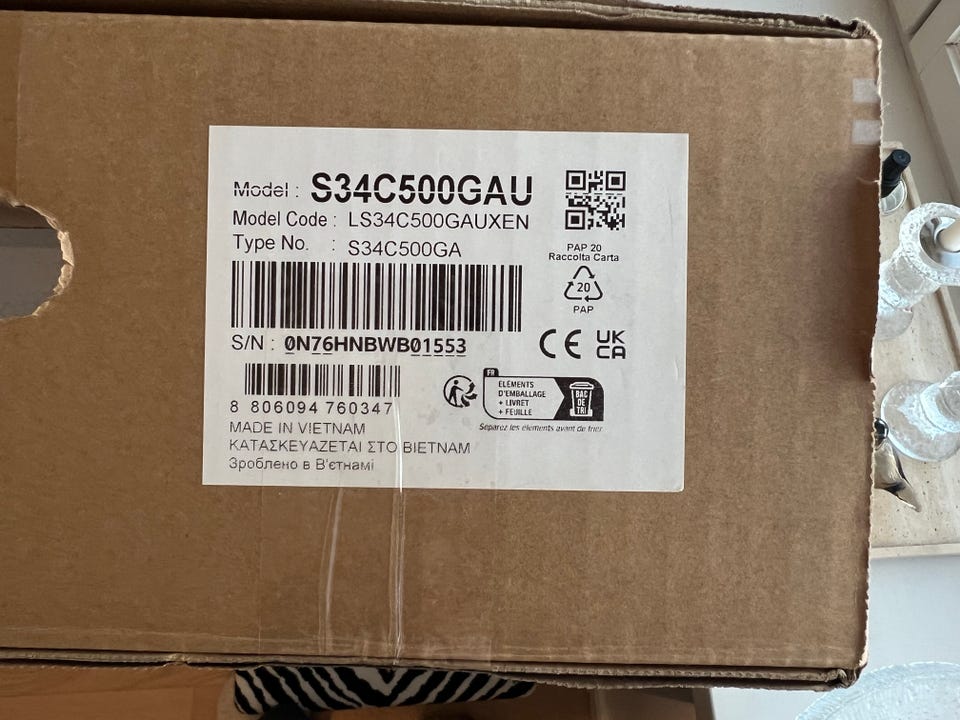 Model : S34C500GAU
Model Code : LS34C500GAUXEN
Type No. : S34C500GA
PAP 20
Raccolta Carta
20
PAP
S/N : 0N76HNBWB01553
CE UK CA
8 806094 760347
FR
ÉLÉMENTS
D'EMBALLAGE
+ LIVRET
+ FEUILLE
BAC
DE
TRI
Séparez les éléments avant de trier
MADE IN VIETNAM
ΚΑΤΑΣΚΕΥΑΖΕΤΑΙ ΣΤΟ ΒΙΕΤΝΑΜ
Зроблено в В'єтнамі